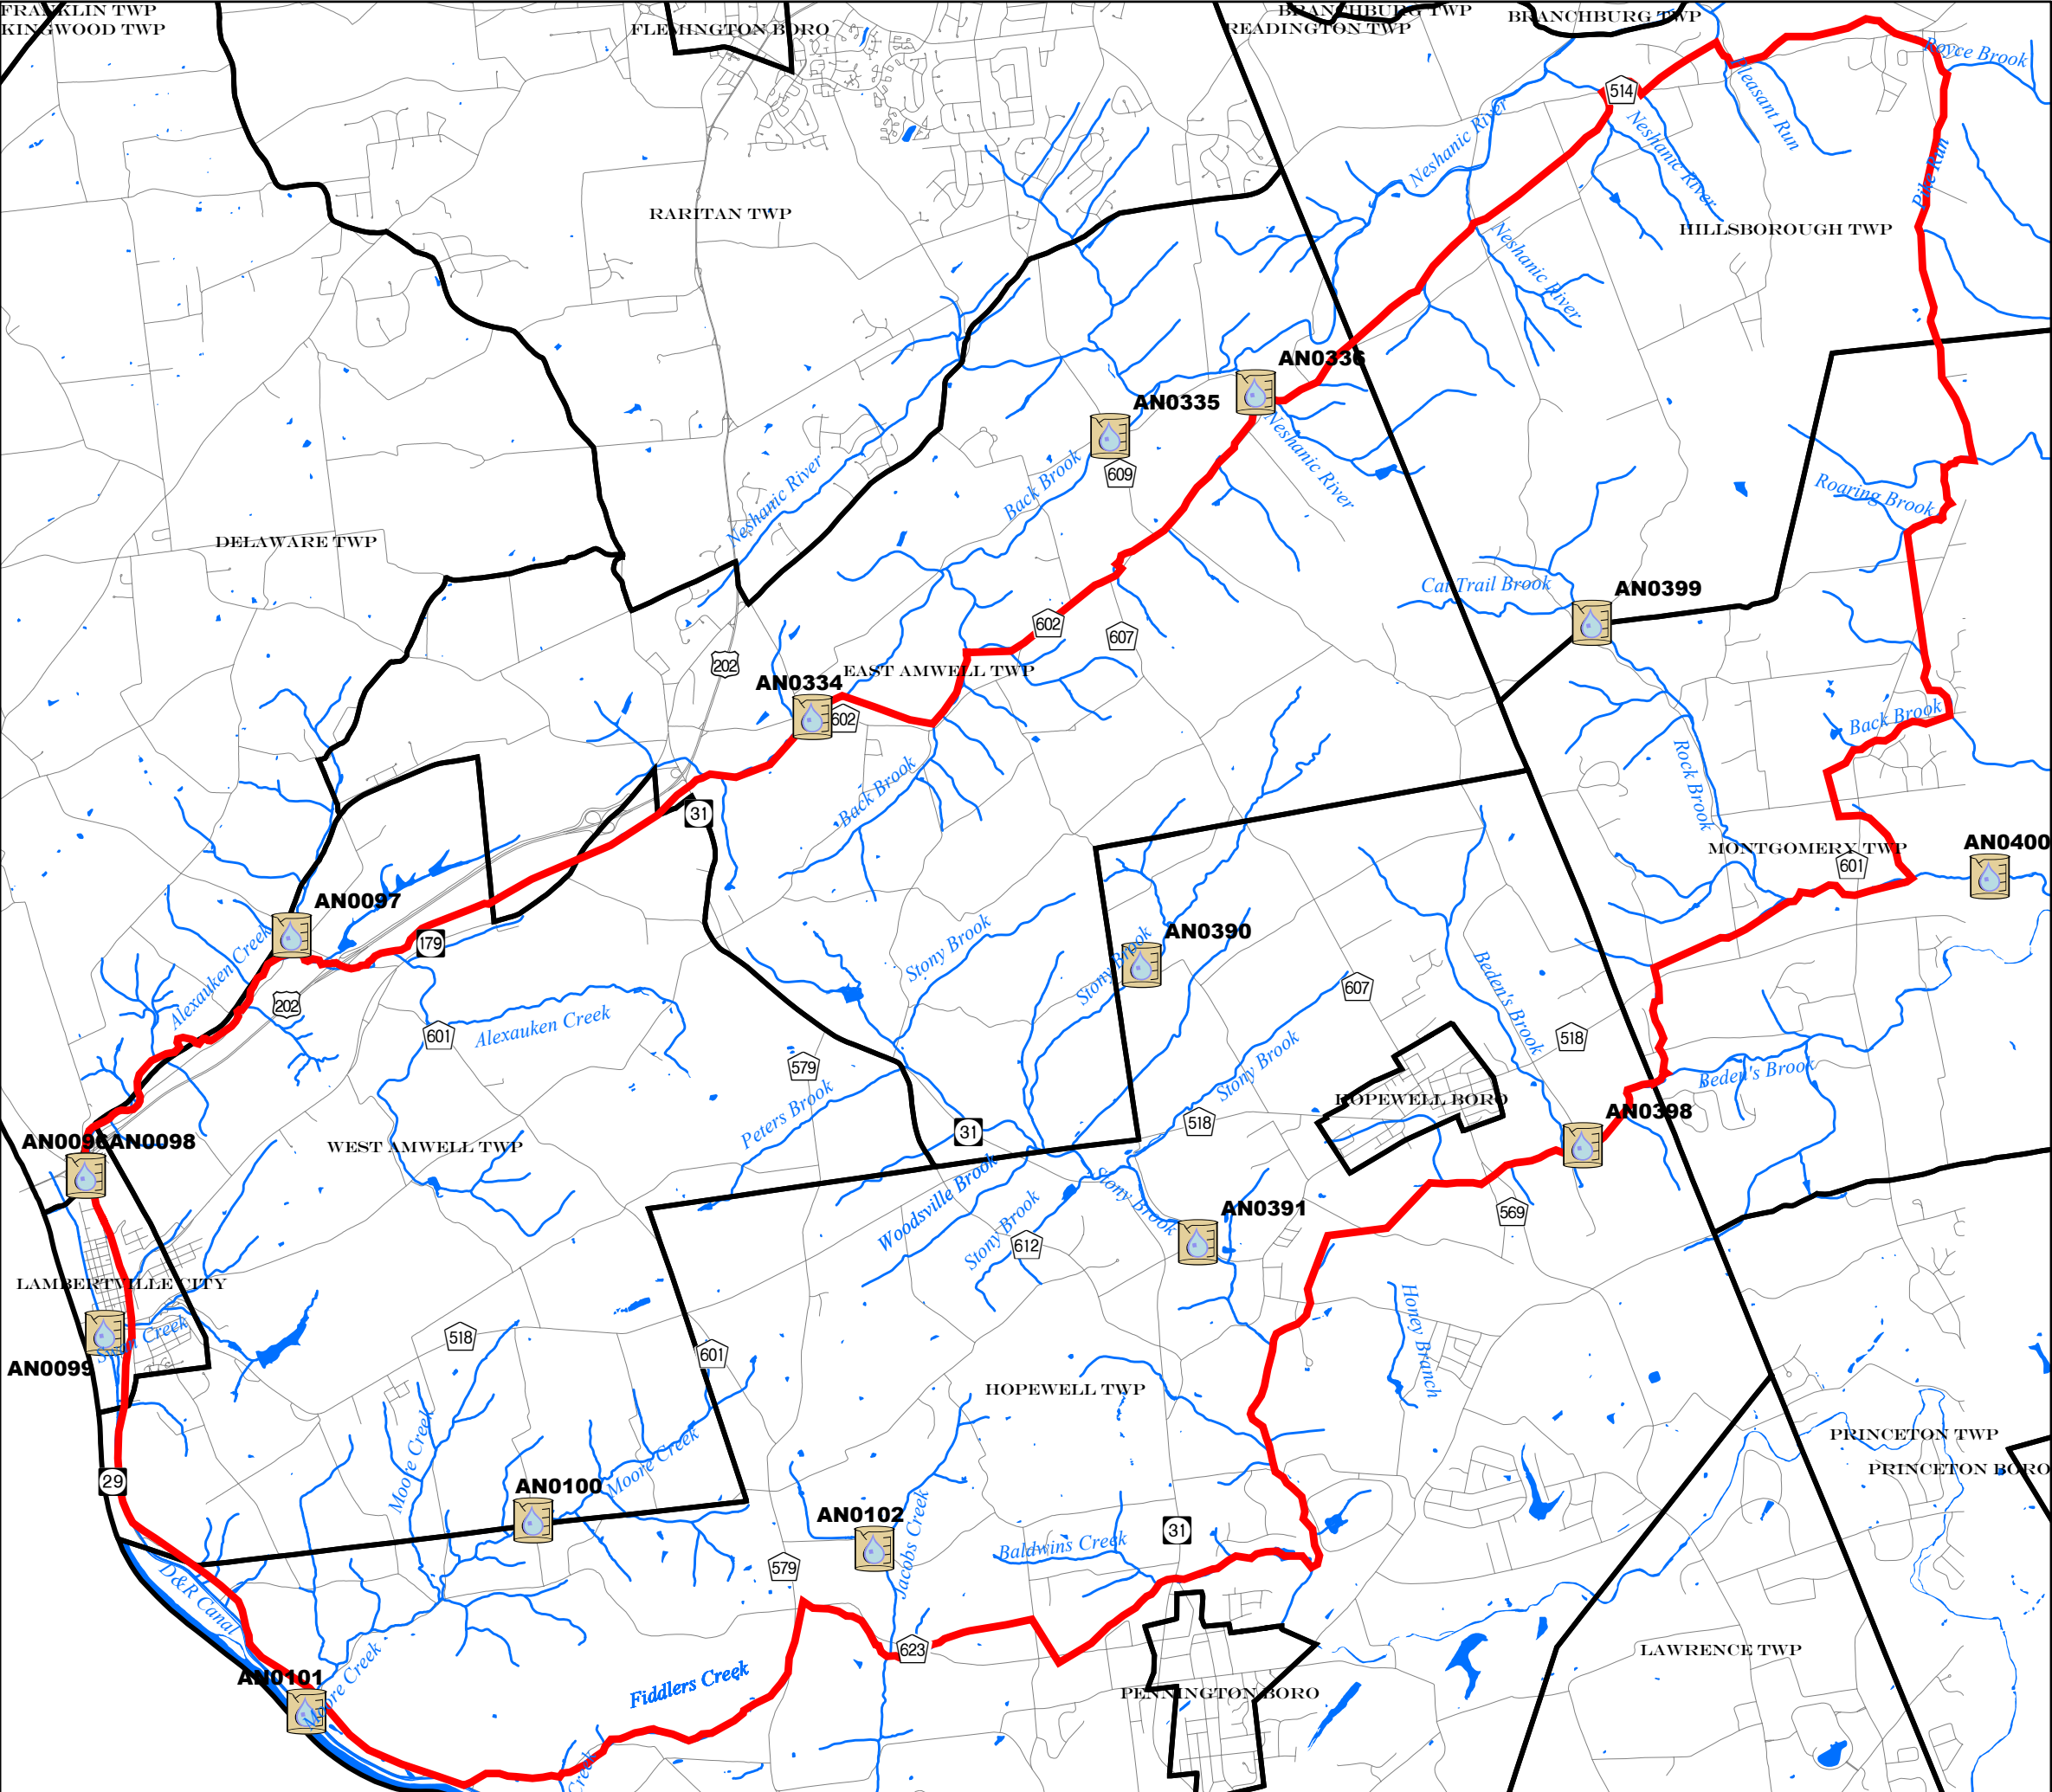 FRANKLIN TWP
KINGWOOD TWP
FLEMINGTON BORO
BRANCHBURG TWP
READINGTON TWP
BRANCHBURG TWP
Royce Brook
514
Pleasant Run
Neshanic River
Neshanic River
Pike Run
RARITAN TWP
HILLSBOROUGH TWP
Neshanic River
AN0336
AN0335
Neshanic River
609
Back Brook
Neshanic River
Roaring Brook
DELAWARE TWP
Cat Trail Brook
AN0399
602
607
202
EAST AMWELL TWP
AN0334
602
Back Brook
Rock Brook
Back Brook
31
MONTGOMERY TWP
601
AN0400
AN0097
179
AN0390
Stony Brook
Stony Brook
Alexauken Creek
202
607
Beden's Brook
601
Alexauken Creek
518
579
Stony Brook
Beden's Brook
Peters Brook
HOPEWELL BORO
AN0398
518
31
AN0096
AN0098
WEST AMWELL TWP
Woodsville Brook
Stony Brook
Stony Brook
AN0391
569
612
LAMBERTVILLE CITY
Swan Creek
AN0099
518
601
Honey Branch
HOPEWELL TWP
Moore Creek
Moore Creek
PRINCETON TWP
PRINCETON BORO
29
AN0100
AN0102
Jacobs Creek
31
Baldwins Creek
579
D&R Canal
623
LAWRENCE TWP
AN0101
Moore Creek
Fiddlers Creek
PENNINGTON BORO
Creek